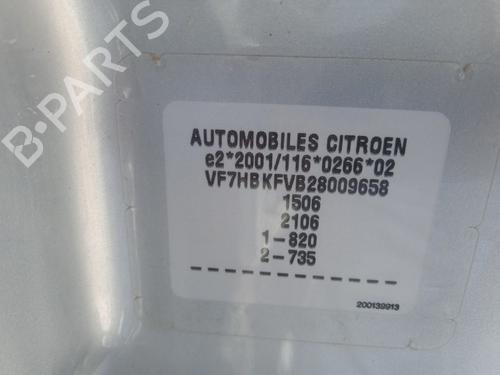 B-PARTS
AUTOMOBILES CITROEN
e2*2001/116*0266*02
VF7HBKFVB28009658
1506
2106
1-820
2-735
-----------------
200139913